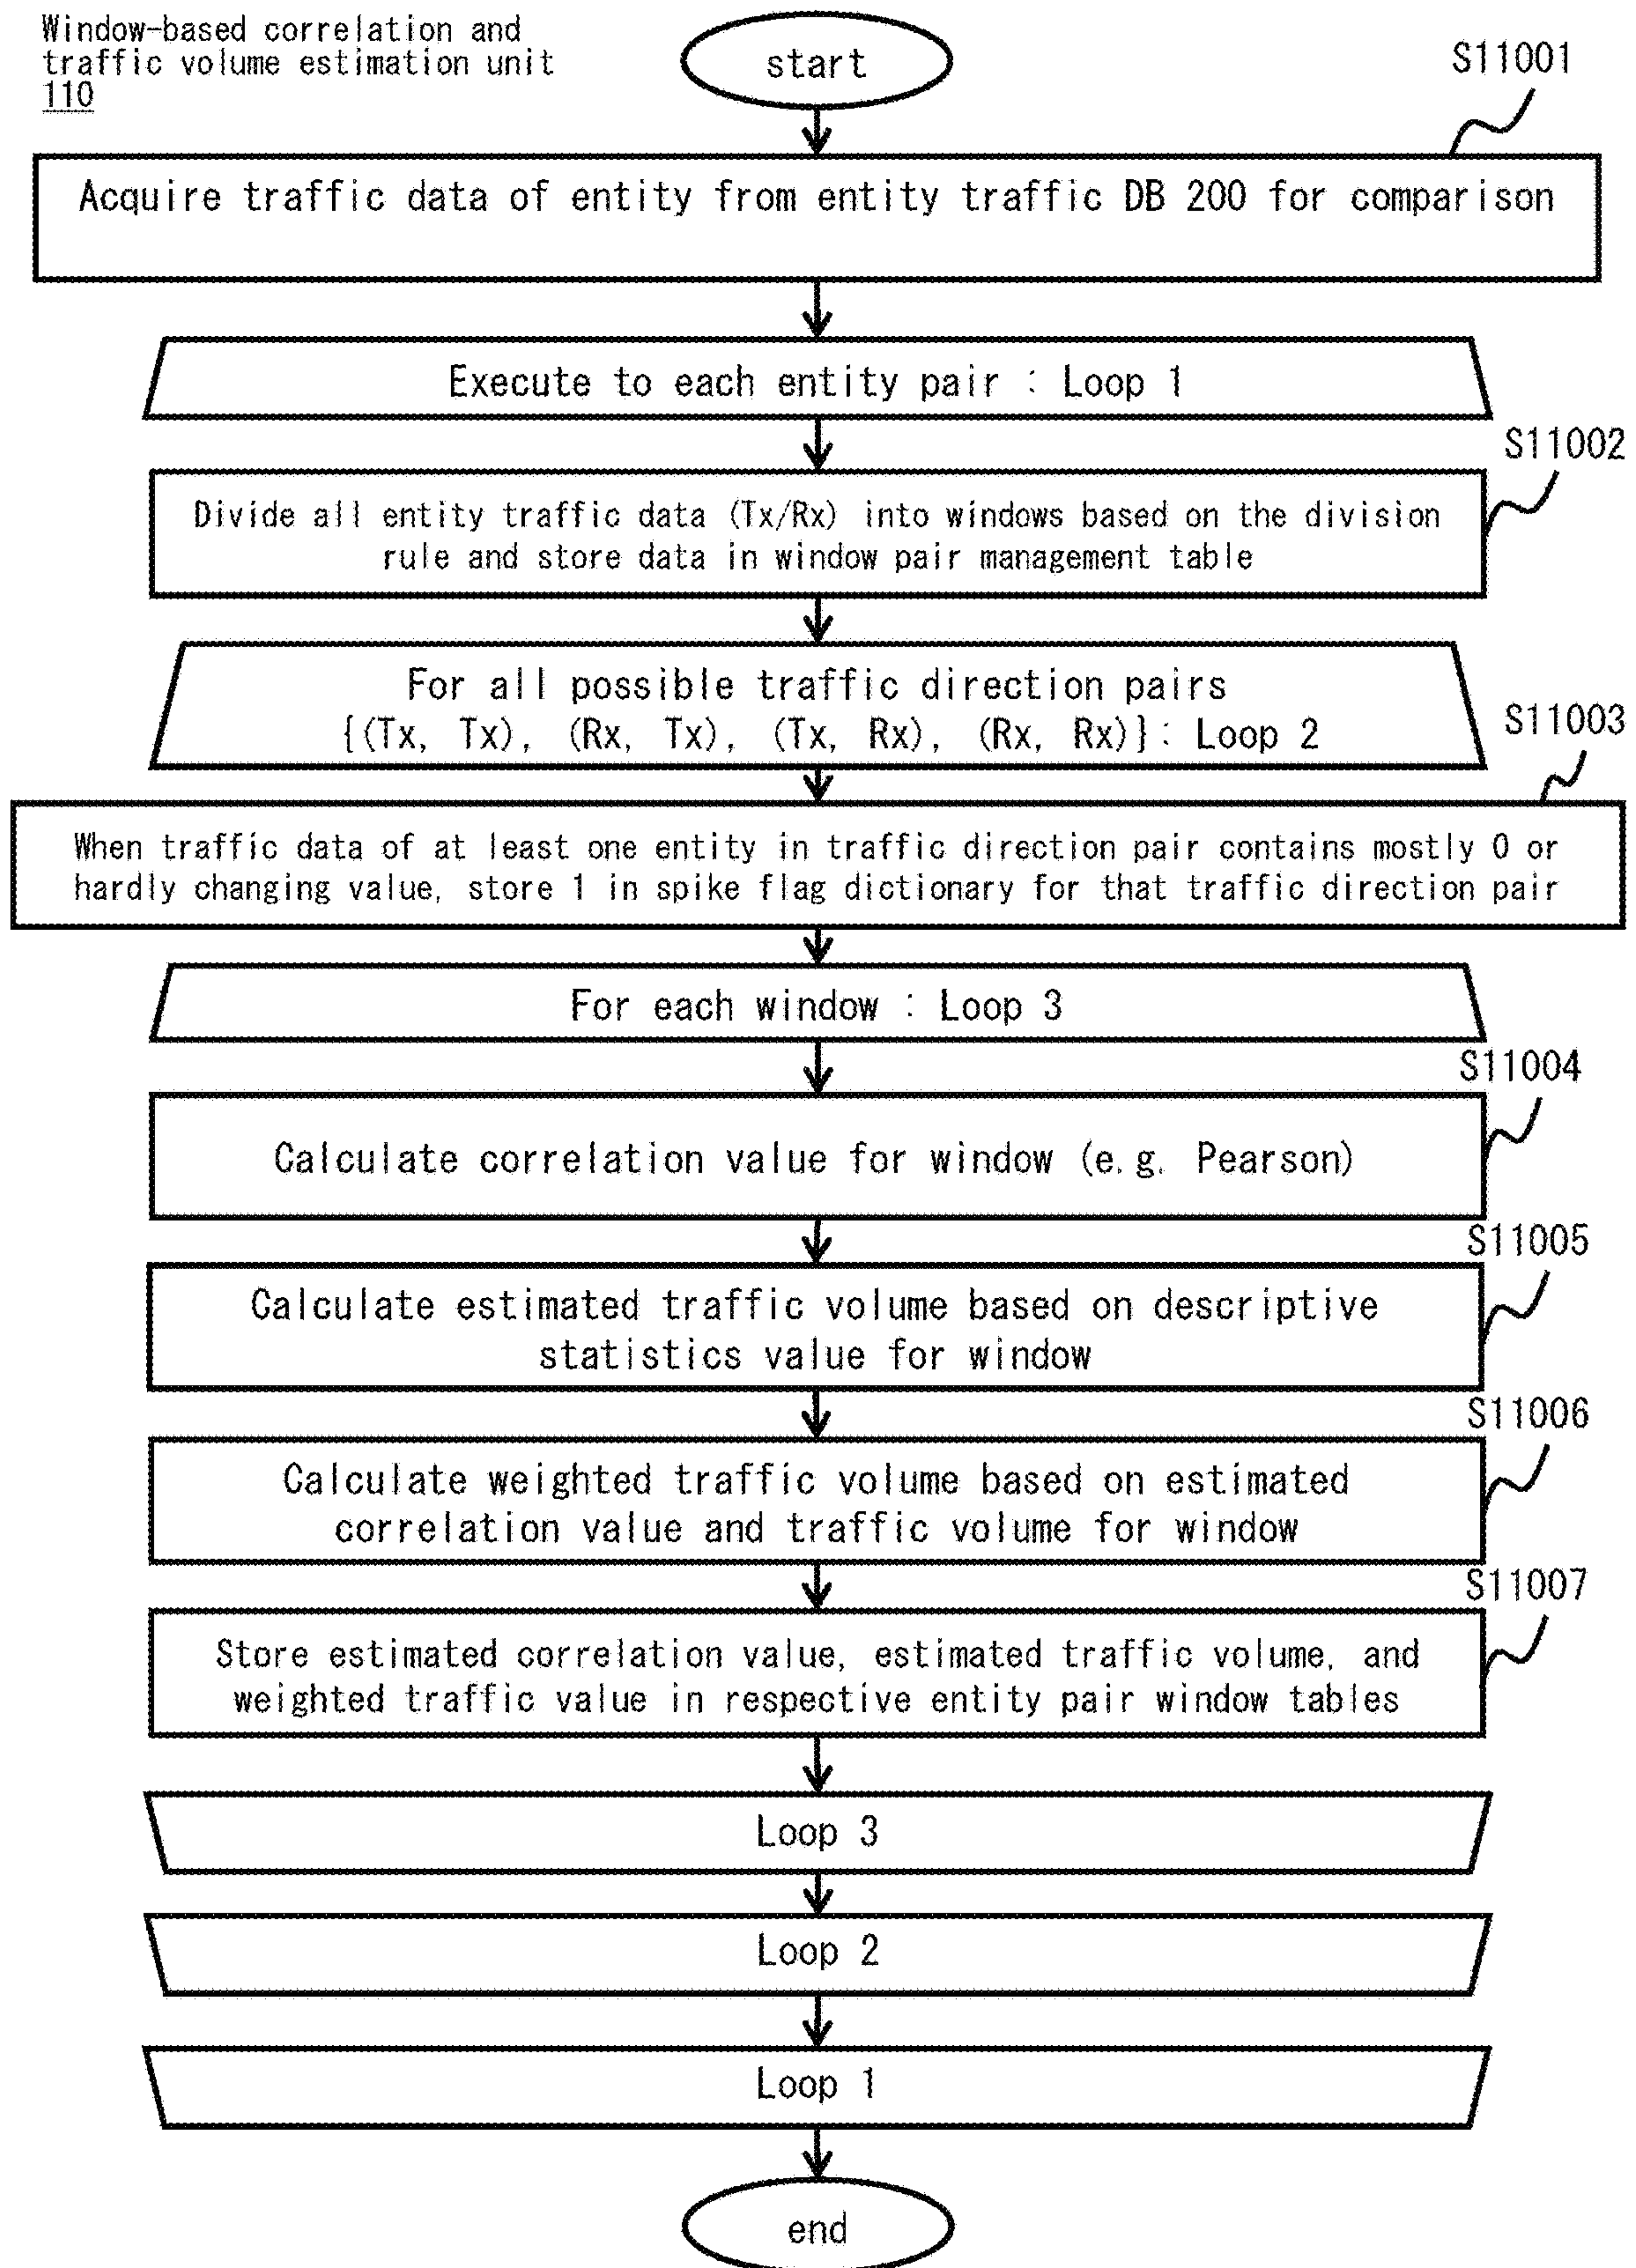 Window-based correlation and
traffic volume estimation unit
110
start
S11001
Acquire traffic data of entity from entity traffic DB 200 for comparison
Execute to each entity pair : Loop 1
S11002
Divide all entity traffic data (Tx/Rx) into windows based on the division
rule and store data in window pair management table
For all possible traffic direction pairs
{(Tx, Tx), (Rx, Tx), (Tx, Rx), (Rx, Rx)}: Loop 2
S11003
When traffic data of at least one entity in traffic direction pair contains mostly 0 or
hardly changing value, store 1 in spike flag dictionary for that traffic direction pair
For each window : Loop 3
S11004
Calculate correlation value for window (e.g. Pearson)
S11005
Calculate estimated traffic volume based on descriptive
statistics value for window
S11006
Calculate weighted traffic volume based on estimated
correlation value and traffic volume for window
S11007
Store estimated correlation value, estimated traffic volume, and
weighted traffic value in respective entity pair window tables
Loop 3
Loop 2
Loop 1
end